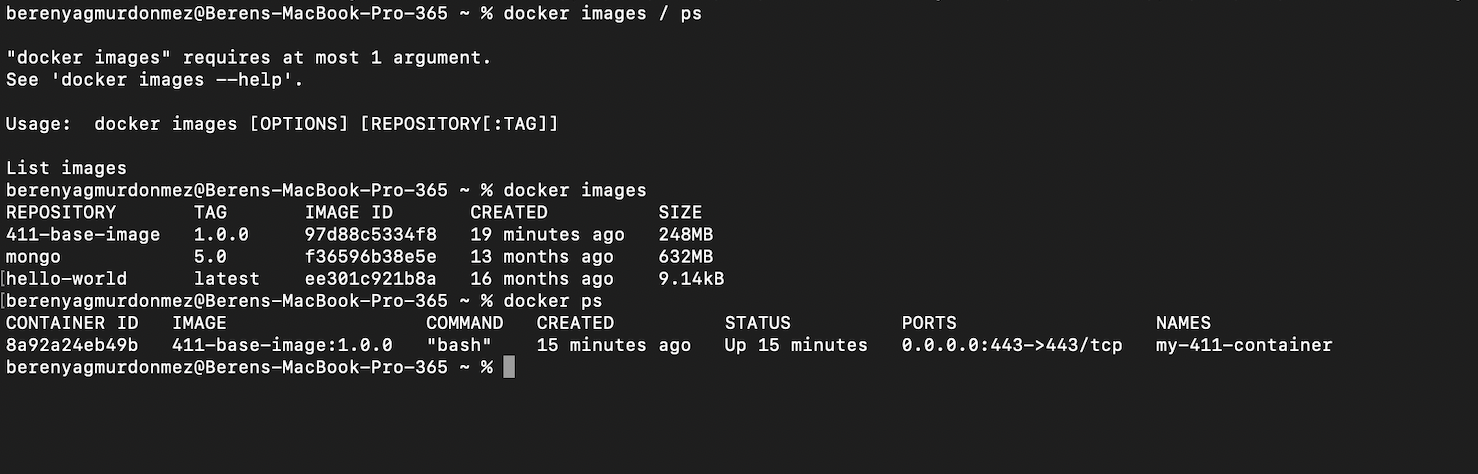 berenyagmurdonmez@Berens-MacBook-Pro-365 ~ % docker images / ps
"docker images" requires at most 1 argument.
See 'docker images --help'.
Usage:  docker images [OPTIONS] [REPOSITORY[:TAG]]
List images
berenyagmurdonmez@Berens-MacBook-Pro-365 ~ % docker images
REPOSITORY       TAG       IMAGE ID       CREATED          SIZE
411-base-image   1.0.0     97d88c5334f8   19 minutes ago   248MB
mongo            5.0       f36596b38e5e   13 months ago    632MB
[hello-world      latest    ee301c921b8a   16 months ago    9.14kB
[berenyagmurdonmez@Berens-MacBook-Pro-365 ~ % docker ps
CONTAINER ID   IMAGE                  COMMAND   CREATED          STATUS          PORTS                  NAMES
8a92a24eb49b   411-base-image:1.0.0   "bash"    15 minutes ago   Up 15 minutes   0.0.0.0:443->443/tcp   my-411-container
berenyagmurdonmez@Berens-MacBook-Pro-365 ~ %